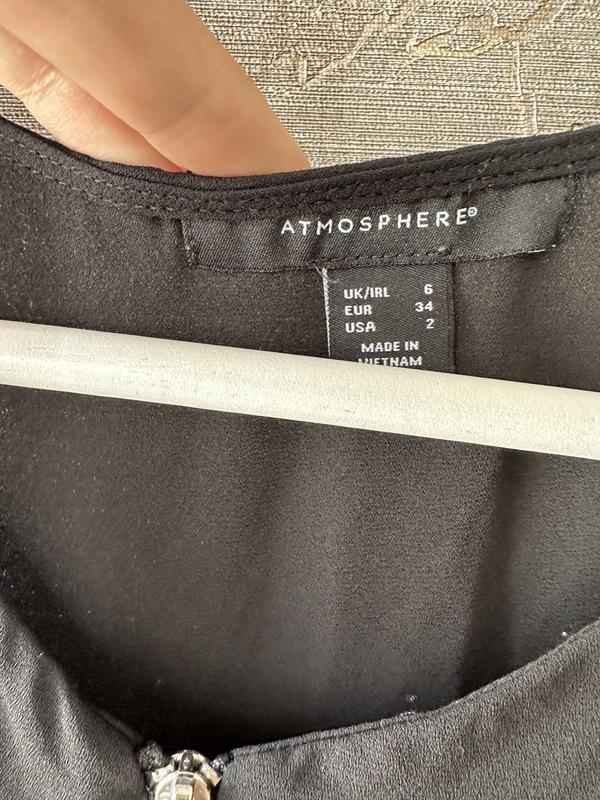 ATMOSPHERE®
UK/IRL 6
EUR 34
USA 2
MADE IN
VIETNAM